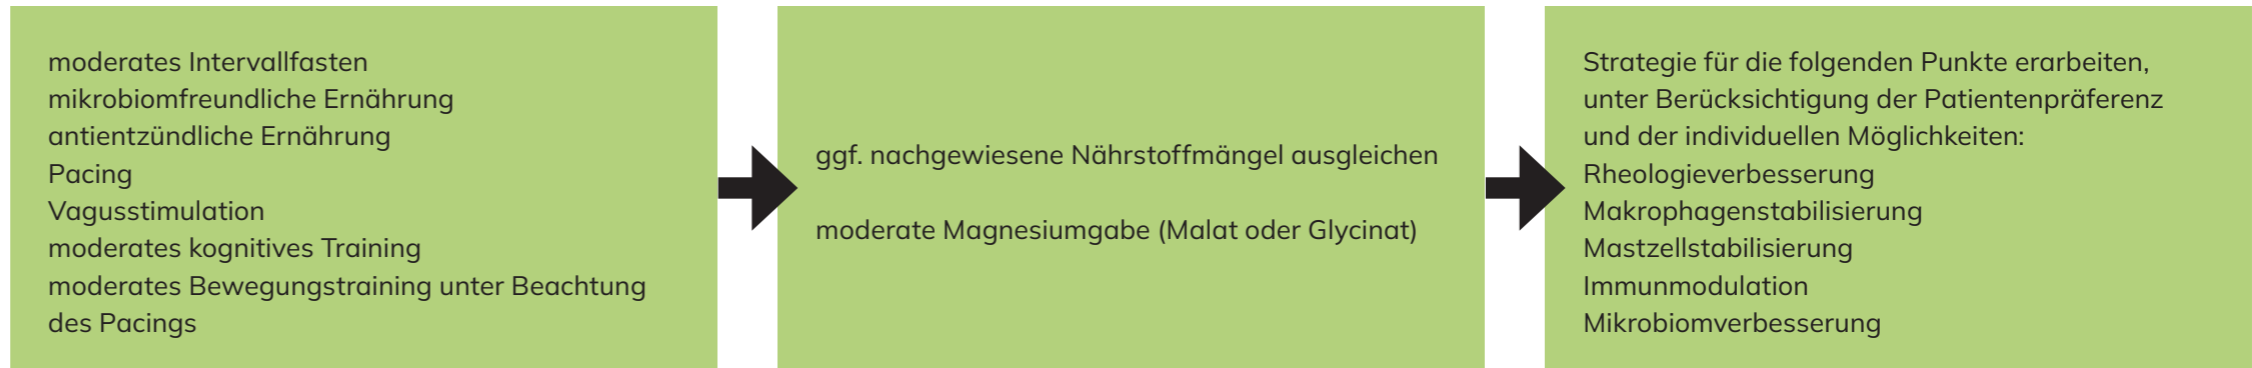 moderates Intervallfasten
mikrobiomfreundliche Ernährung
antientzündliche Ernährung
Pacing
Vagusstimulation
moderates kognitives Training
moderates Bewegungstraining unter Beachtung
des Pacings
ggf. nachgewiesene Nährstoffmängel ausgleichen
moderate Magnesiumgabe (Malat oder Glycinat)
Strategie für die folgenden Punkte erarbeiten,
unter Berücksichtigung der Patientenpräferenz
und der individuellen Möglichkeiten:
Rheologieverbesserung
Makrophagenstabilisierung
Mastzellstabilisierung
Immunmodulation
Mikrobiomverbesserung